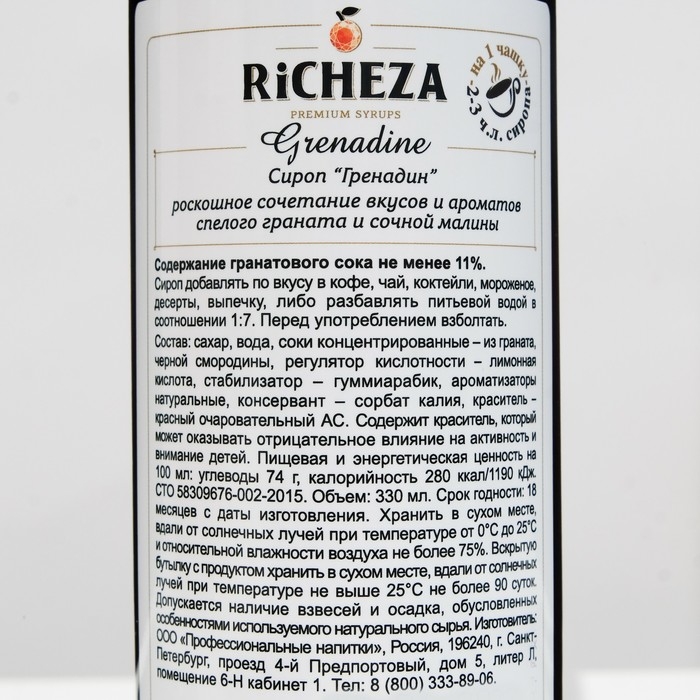 RiCHEZA
PREMIUM SYRUPS
на 1 чашку
2-3 ч.л. сиропа
Grenadine
Сироп "Гренадин"
роскошное сочетание вкусов и ароматов
спелого граната и сочной малины
Содержание гранатового сока не менее 11%.
Сироп добавлять по вкусу в кофе, чай, коктейли, мороженое,
десерты, выпечку, либо разбавлять питьевой водой в
соотношении 1:7. Перед употреблением взболтать.
Состав: сахар, вода, соки концентрированные – из граната,
черной смородины, регулятор кислотности – лимонная
кислота, стабилизатор – гуммиарабик, ароматизаторы
натуральные, консервант – сорбат калия, краситель –
красный очаровательный АС. Содержит краситель, который
может оказывать отрицательное влияние на активность и
внимание детей. Пищевая и энергетическая ценность на
100 мл: углеводы 74 г, калорийность 280 ккал/1190 кДж.
СТО 58309676-002-2015. Объем: 330 мл. Срок годности: 18
месяцев с даты изготовления. Хранить в сухом месте,
вдали от солнечных лучей при температуре от 0°С до 25°С
и относительной влажности воздуха не более 75%. Вскрытую
бутылку с продуктом хранить в сухом месте, вдали от солнечных
лучей при температуре не выше 25°С не более 90 суток.
Допускается наличие взвесей и осадка, обусловленных
особенностями используемого натурального сырья. Изготовитель:
ООО «Профессиональные напитки», Россия, 196240, г. Санкт-
Петербург, проезд 4-й Предпортовый, дом 5, литер Л,
помещение 6-Н кабинет 1. Тел: 8 (800) 333-89-06.